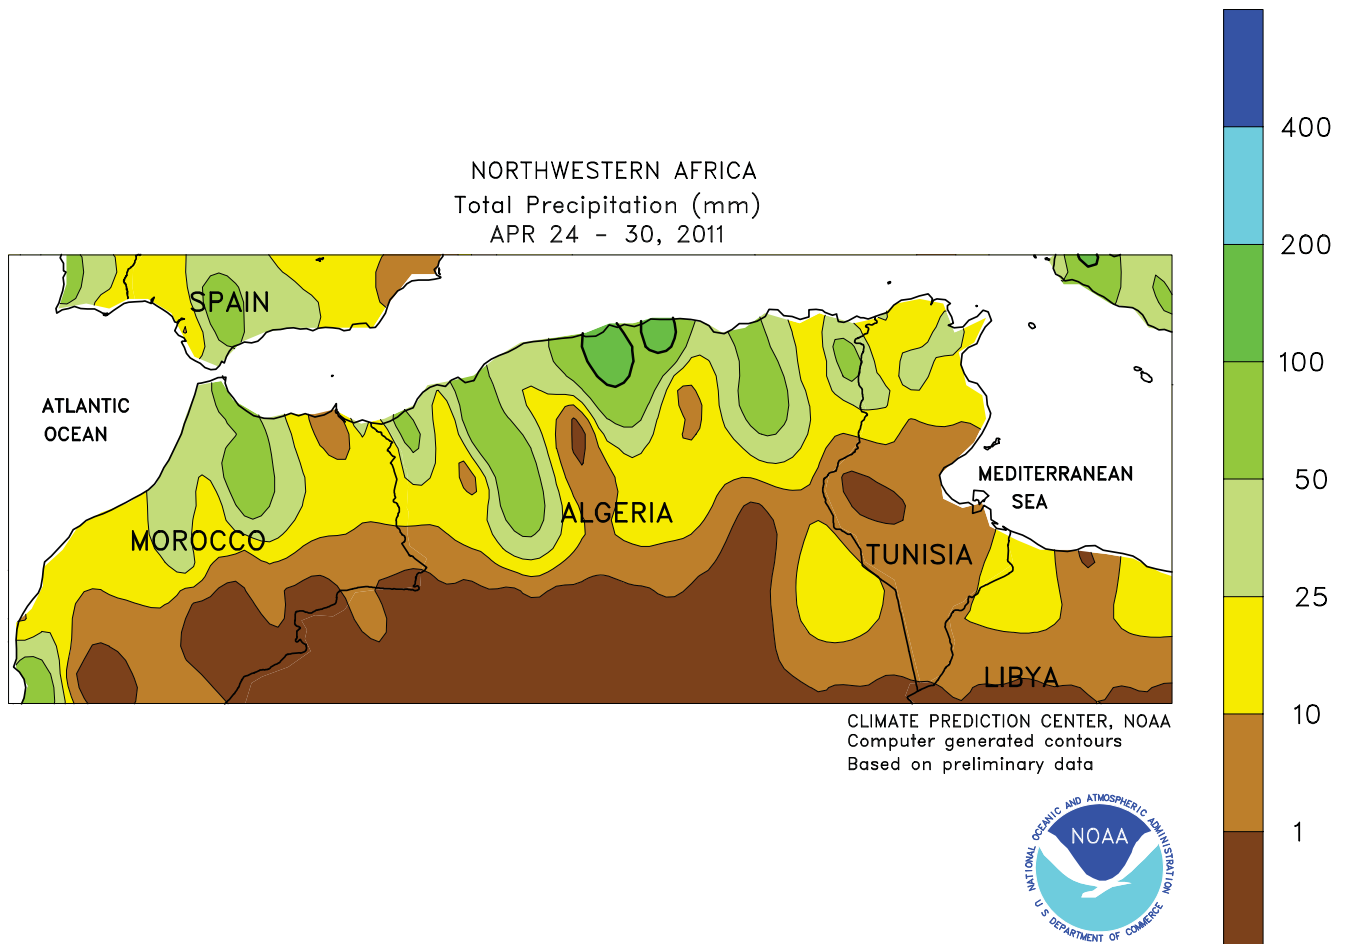 NORTHWESTERN AFRICA
Total Precipitation (mm)
APR 24 - 30, 2011
400
200
100
50
25
10
1
SPAIN
ATLANTIC
OCEAN
MEDITERRANEAN
SEA
MOROCCO
ALGERIA
TUNISIA
LIBYA
CLIMATE PREDICTION CENTER, NOAA
Computer generated contours
Based on preliminary data
NATIONAL OCEANIC AND ATMOSPHERIC ADMINISTRATION
NOAA
U S DEPARTMENT OF COMMERCE